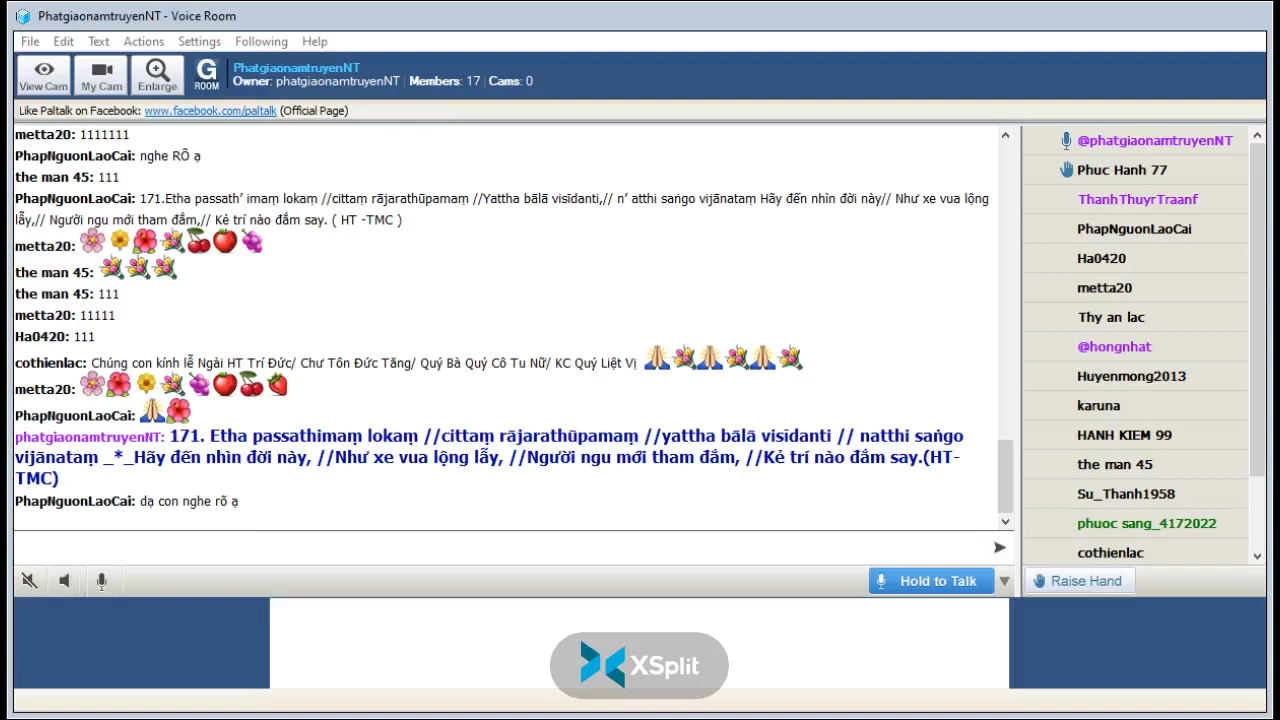 PhatgiaonamtruyenNT - Voice Room
File Edit Text Actions Settings Following Help
View Cam My Cam Enlarge G ROOM
PhatgiaonamtruyenNT
Owner: phatgiaonamtruyenNT | Members: 17 | Cams: 0
Like Paltalk on Facebook: www.facebook.com/paltalk (Official Page)
metta20: 1111111
PhapNguonLaoCai: nghe RÕ ạ
the man 45: 111
PhapNguonLaoCai: 171.Etha passath’ imaṃ lokaṃ //cittaṃ rājarathūpamaṃ //Yattha bālā visīdanti,// n’ atthi saṅgo vijānataṃ Hãy đến nhìn đời này// Như xe vua lộng
lẫy,// Người ngu mới tham đắm,// Kẻ trí nào đắm say. ( HT -TMC )
metta20:
the man 45:
the man 45: 111
metta20: 11111
Ha0420: 111
cothienlac: Chúng con kính lễ Ngài HT Trí Đức/ Chư Tôn Đức Tăng/ Quý Bà Quý Cô Tu Nữ/ KC Quý Liệt Vị
metta20:
PhapNguonLaoCai:
phatgiaonamtruyenNT: 171. Etha passathimaṃ lokaṃ //cittaṃ rājarathūpamaṃ //yattha bālā visīdanti // natthi saṅgo
vijānataṃ _*_Hãy đến nhìn đời này, //Như xe vua lộng lẫy, //Người ngu mới tham đắm, //Kẻ trí nào đắm say.(HT-
TMC)
PhapNguonLaoCai: dạ con nghe rõ ạ
Hold to Talk
@phatgiaonamtruyenNT
Phuc Hanh 77
ThanhThuyrTraanf
PhapNguonLaoCai
Ha0420
metta20
Thy an lac
@hongnhat
Huyenmong2013
karuna
HANH KIEM 99
the man 45
Su_Thanh1958
phuoc sang_4172022
cothienlac
Raise Hand
XSplit